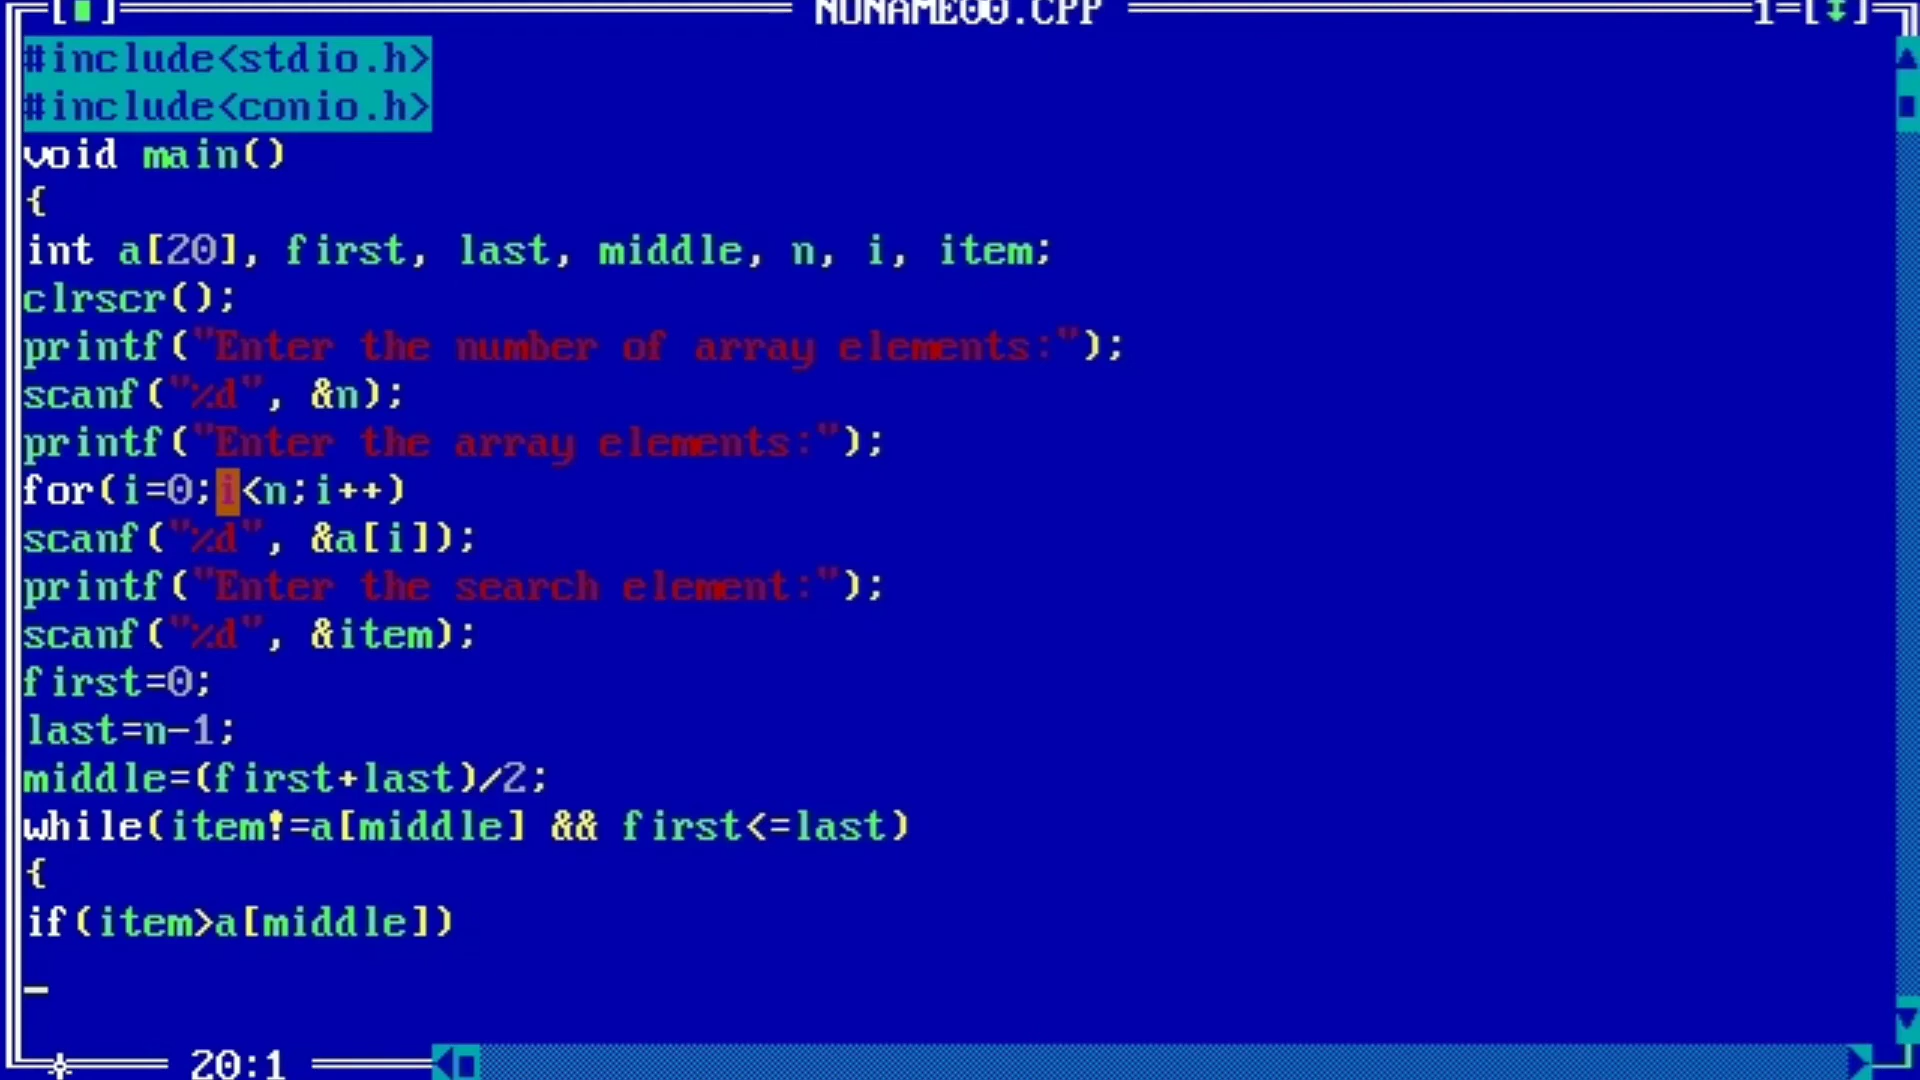 NONAME00.CPP 1
#include<stdio.h>
#include<conio.h>
void main()
{
int a[20], first, last, middle, n, i, item;
clrscr();
printf("Enter the number of array elements:");
scanf("%d", &n);
printf("Enter the array elements:");
for(i=0;i<n;i++)
scanf("%d", &a[i]);
printf("Enter the search element:");
scanf("%d", &item);
first=0;
last=n-1;
middle=(first+last)/2;
while(item!=a[middle] && first<=last)
{
if(item>a[middle])
20:1